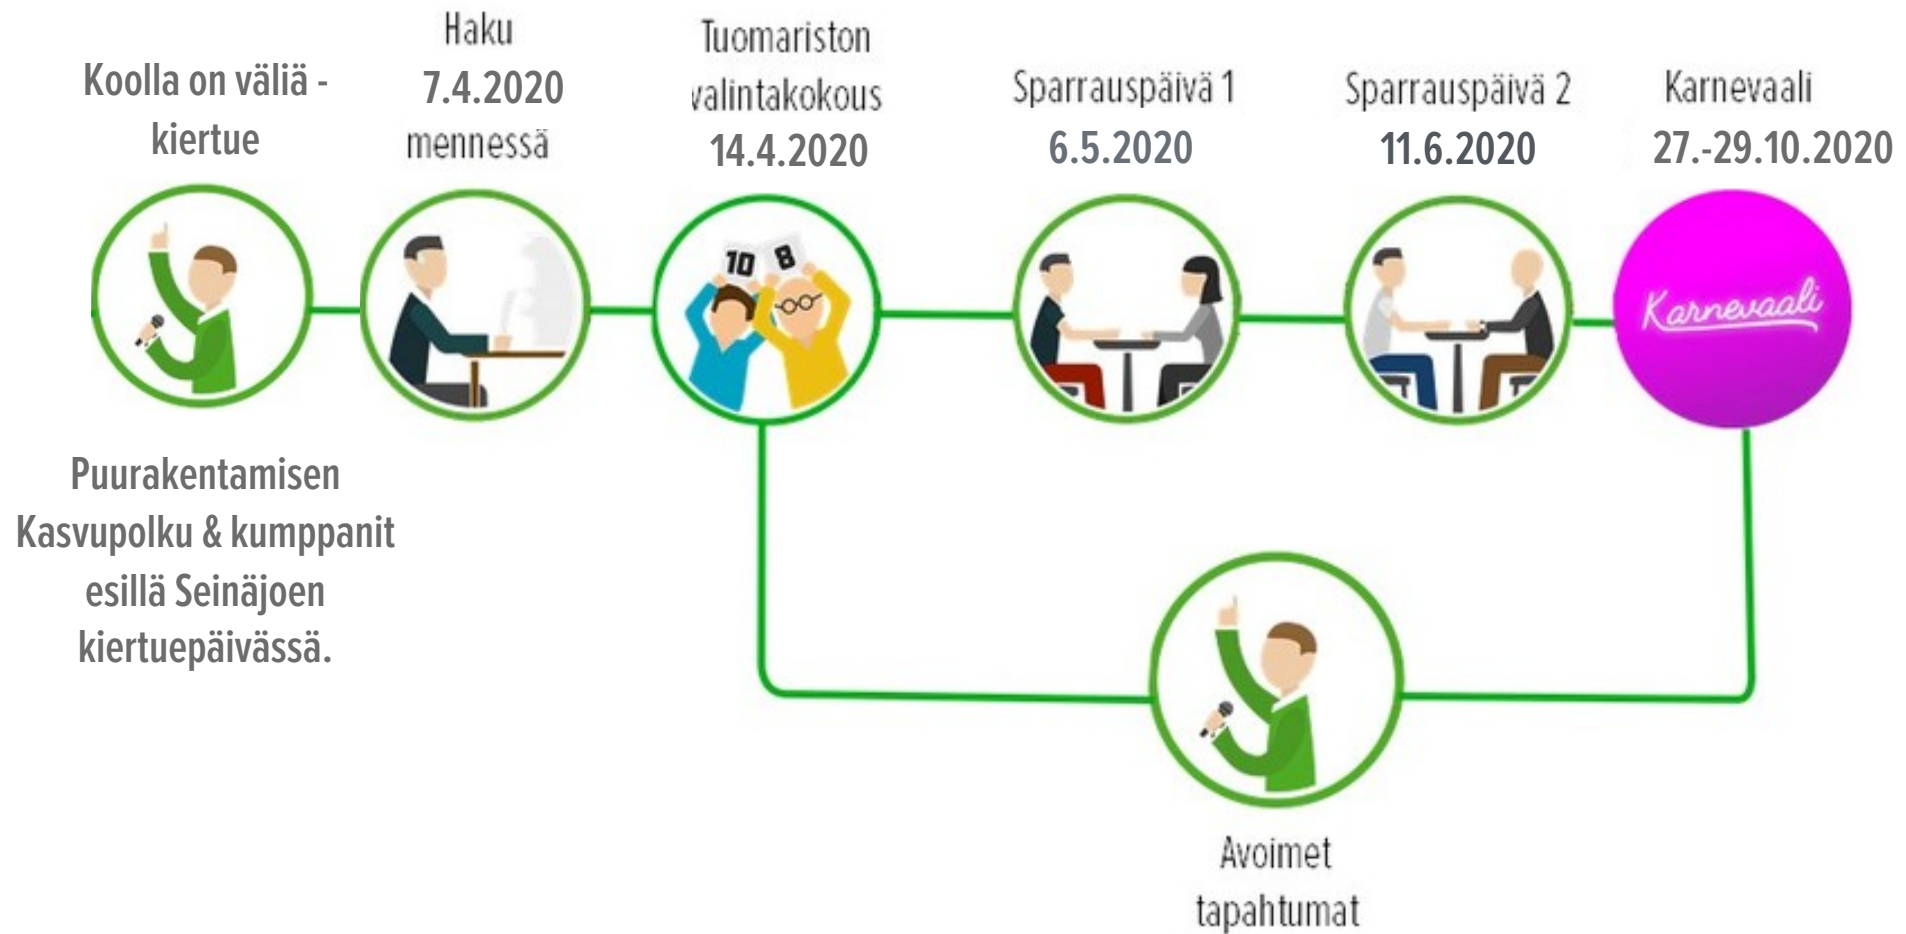 Koolla on väliä -
kiertue
Haku
7.4.2020
mennessä
Tuomariston
valintakokous
14.4.2020
Sparrauspäivä 1
6.5.2020
Sparrauspäivä 2
11.6.2020
Karnevaali
27.-29.10.2020
10 8
Karnevaali
Puurakentamisen
Kasvupolku & kumppanit
esillä Seinäjoen
kiertuepäivässä.
Avoimet
tapahtumat